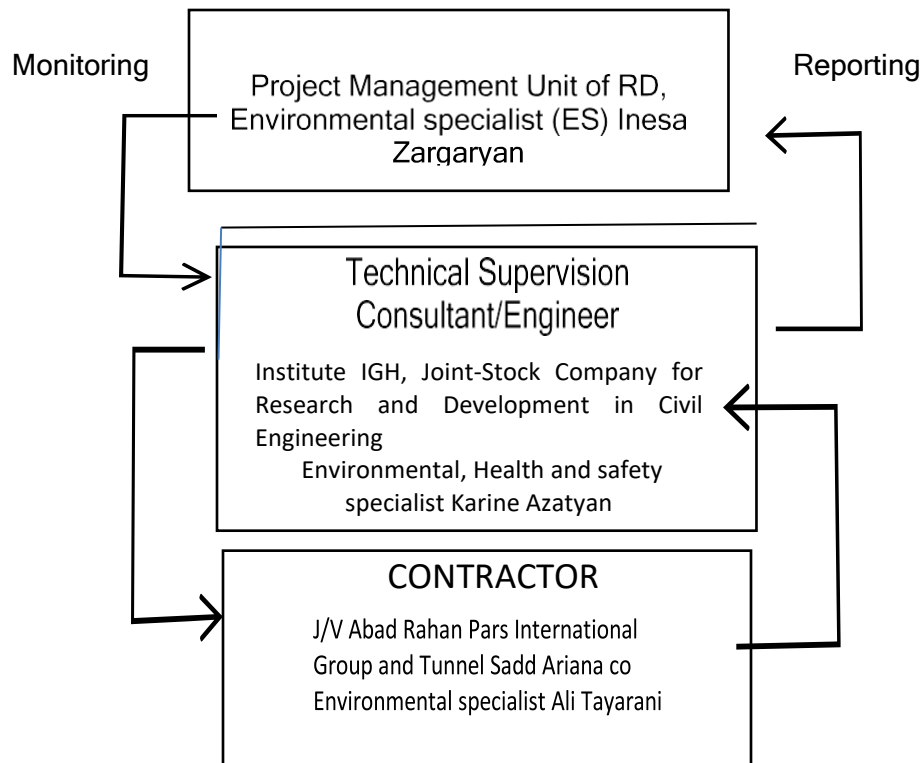 Monitoring
Reporting
Project Management Unit of RD,
Environmental specialist (ES) Inesa
Zargaryan
Technical Supervision
Consultant/Engineer
Institute IGH, Joint-Stock Company for
Research and Development in Civil
Engineering
Environmental, Health and safety
specialist Karine Azatyan
CONTRACTOR
J/V Abad Rahan Pars International
Group and Tunnel Sadd Ariana co
Environmental specialist Ali Tayarani